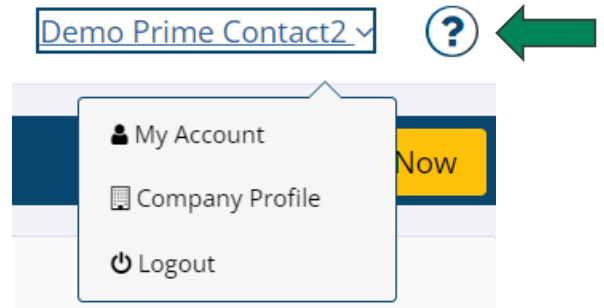 Demo Prime Contact2 ?
My Account
Now
Company Profile
Logout